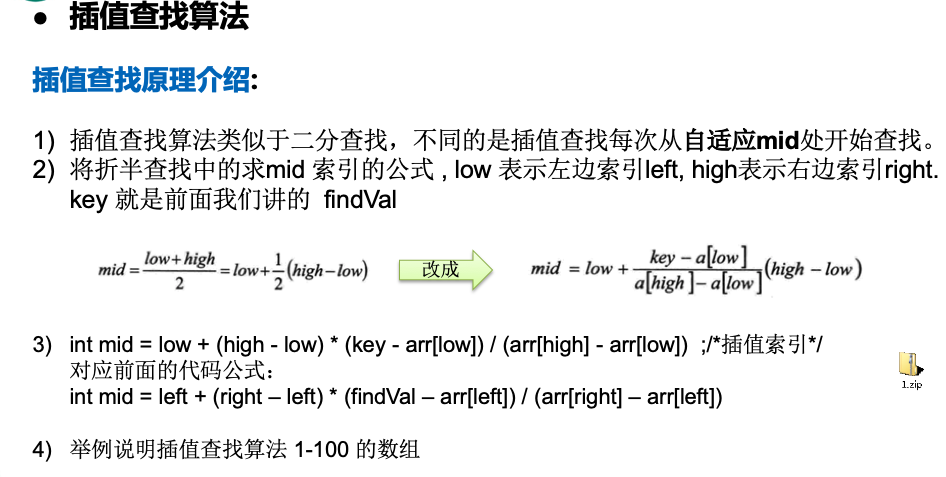 • 插值查找算法
插值查找原理介绍:
1) 插值查找算法类似于二分查找，不同的是插值查找每次从自适应mid处开始查找。
2) 将折半查找中的求mid 索引的公式 , low 表示左边索引left, high表示右边索引right.
key 就是前面我们讲的 findVal
mid = (low+high)/2 = low+1/2(high−low) 改成 mid = low + (key − a[low])/(a[high]−a[low])(high − low)
3) int mid = low + (high - low) * (key - arr[low]) / (arr[high] - arr[low]) ;/*插值索引*/
对应前面的代码公式：
int mid = left + (right – left) * (findVal – arr[left]) / (arr[right] – arr[left])
1.zip
4) 举例说明插值查找算法 1-100 的数组